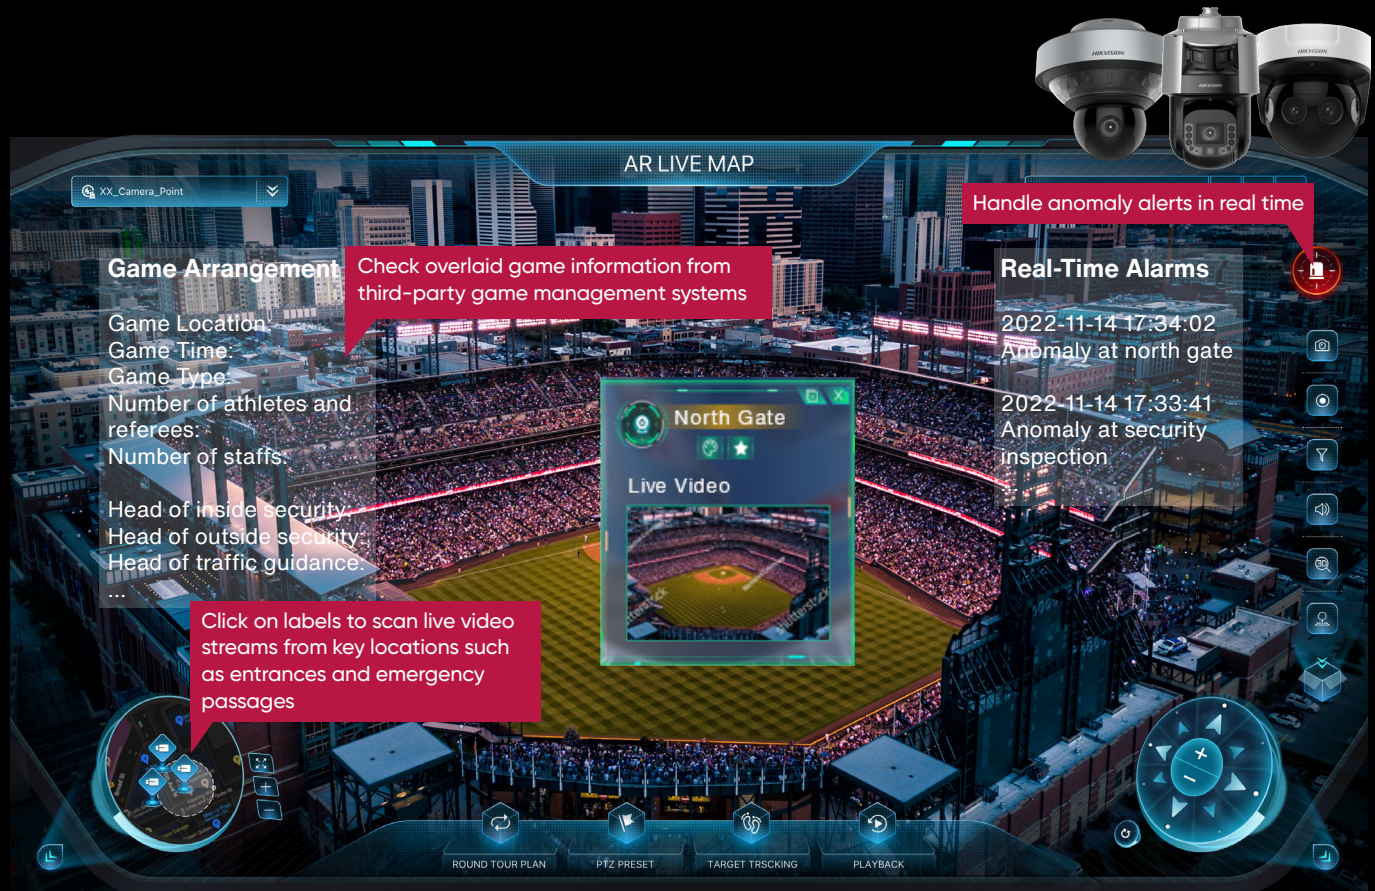 HIKVISION
HIKVISION
HIKVISION
AR LIVE MAP
XX_Camera_Point
Handle anomaly alerts in real time
Game Arrangement
Check overlaid game information from
third-party game management systems
Real-Time Alarms
Game Location:
Game Time:
Game Type:
Number of athletes and
referees:
Number of staffs:
Head of inside security:
Head of outside security:
Head of traffic guidance:
...
2022-11-14 17:34:02
Anomaly at north gate
2022-11-14 17:33:41
Anomaly at security
inspection
...
North Gate
Live Video
shutterstock
3D
Click on labels to scan live video
streams from key locations such
as entrances and emergency
passages
ROUND TOUR PLAN
PTZ PRESET
TARGET TRSCKING
PLAYBACK